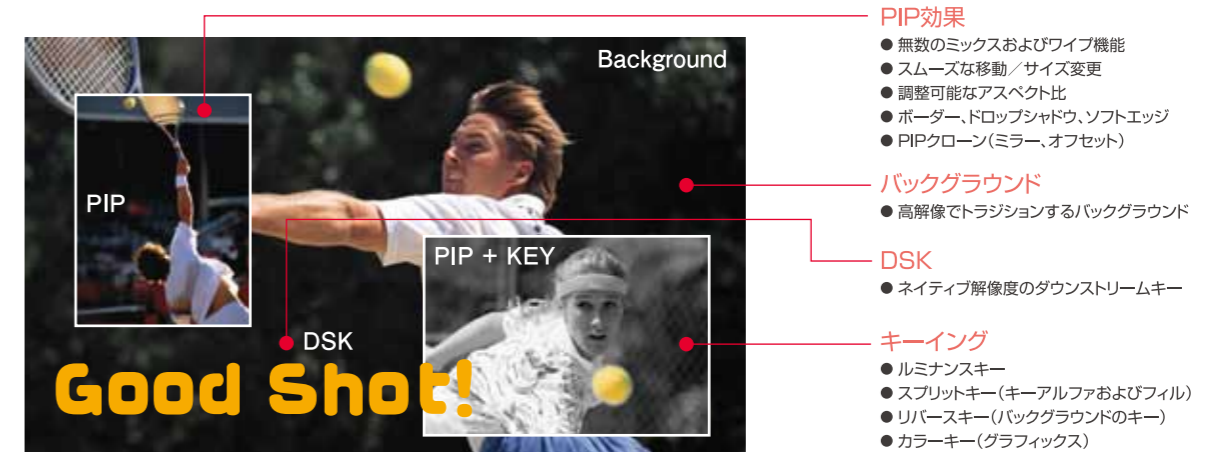 Background
PIP
PIP + KEY
DSK
Good Shot!
PIP効果
● 無数のミックスおよびワイプ機能
● スムーズな移動／サイズ変更
● 調整可能なアスペクト比
● ボーダー、ドロップシャドウ、ソフトエッジ
● PIPクローン（ミラー、オフセット）
バックグラウンド
● 高解像でトラジションするバックグラウンド
DSK
● ネイティブ解像度のダウンストリームキー
キーイング
● ルミナンスキー
● スプリットキー（キーアルファおよびフィル）
● リバースキー（バックグラウンドのキー）
● カラーキー（グラフィックス）